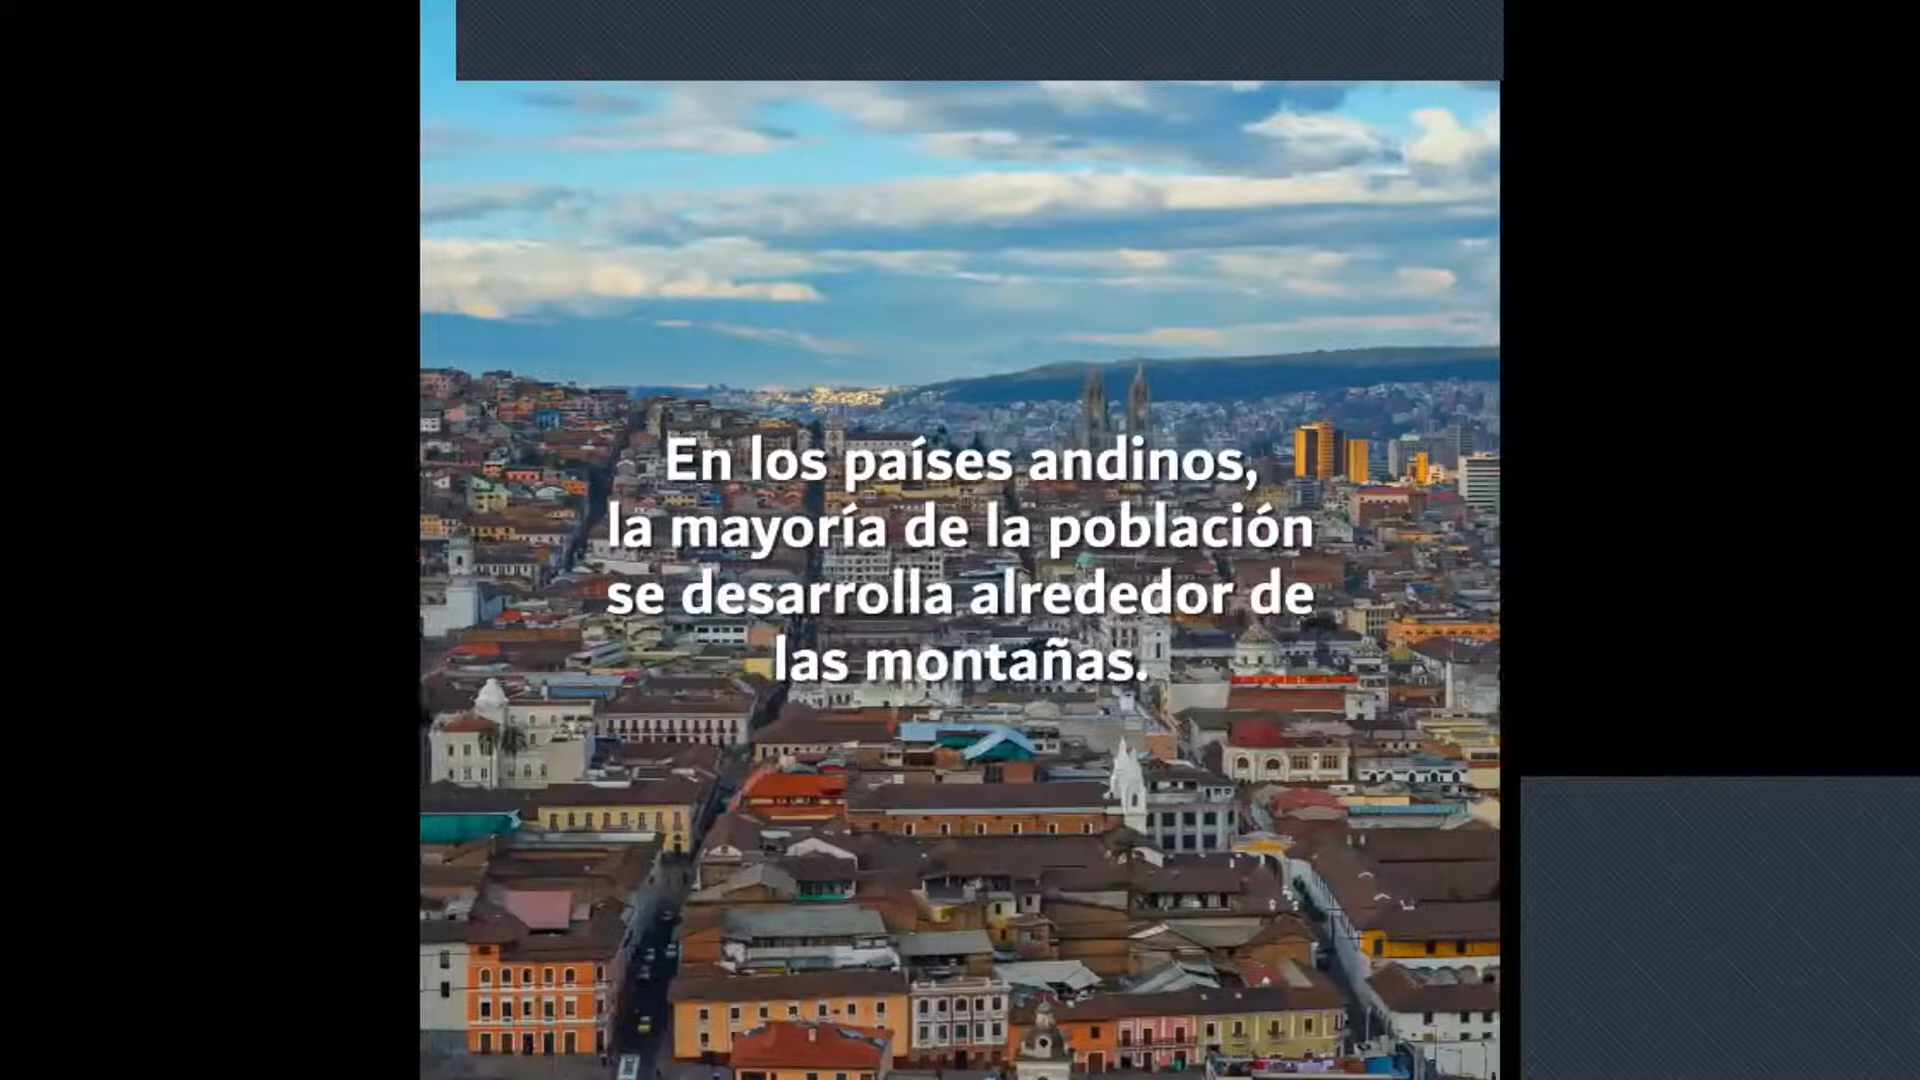 En los países andinos,
la mayoría de la población
se desarrolla alrededor de
las montañas.